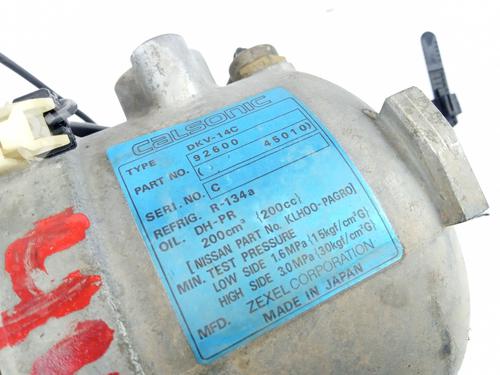 calsonic
TYPE DKV-14C
PART NO. 92600 45010
SERI. NO. C
REFRIG. R-134a
OIL. DH-PR
200cm³ (200cc)
[NISSAN PART No. KLHOO-PAGRO]
MIN. TEST PRESSURE
LOW SIDE 1.6MPa (15kgf/cm²G)
HIGH SIDE 3.0MPa (30kgf/cm²G)
MFD. ZEXEL CORPORATION
MADE IN JAPAN